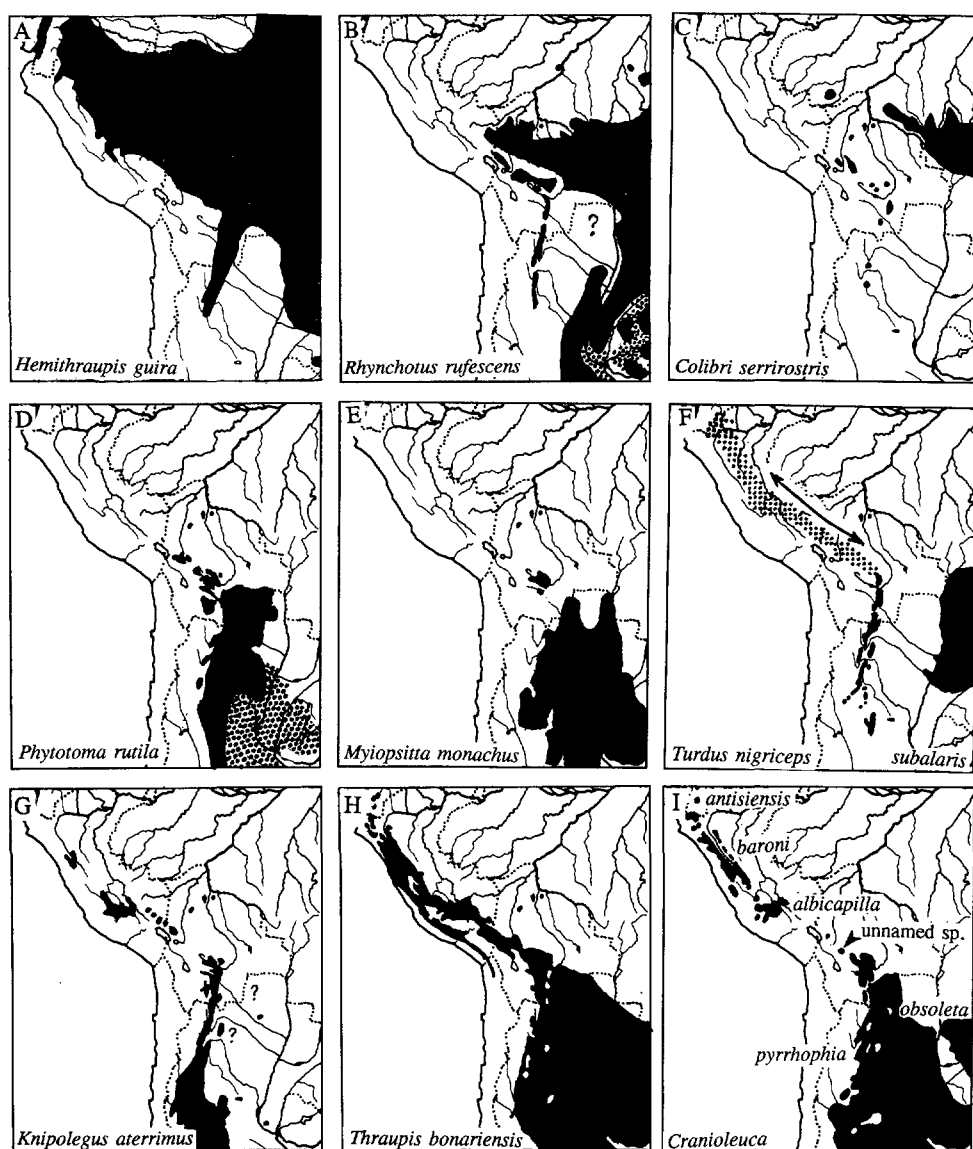 A
Hemithraupis guira
B
?
Rhynchotus rufescens
C
Colibri serrirostris
D
Phytotoma rutila
E
Myiopsitta monachus
F
Turdus nigriceps subalaris
G
?
?
Knipolegus aterrimus
H
Thraupis bonariensis
I
antisiensis
baroni
albicapilla
unnamed sp.
obsoleta
pyrrhophia
Cranioleuca